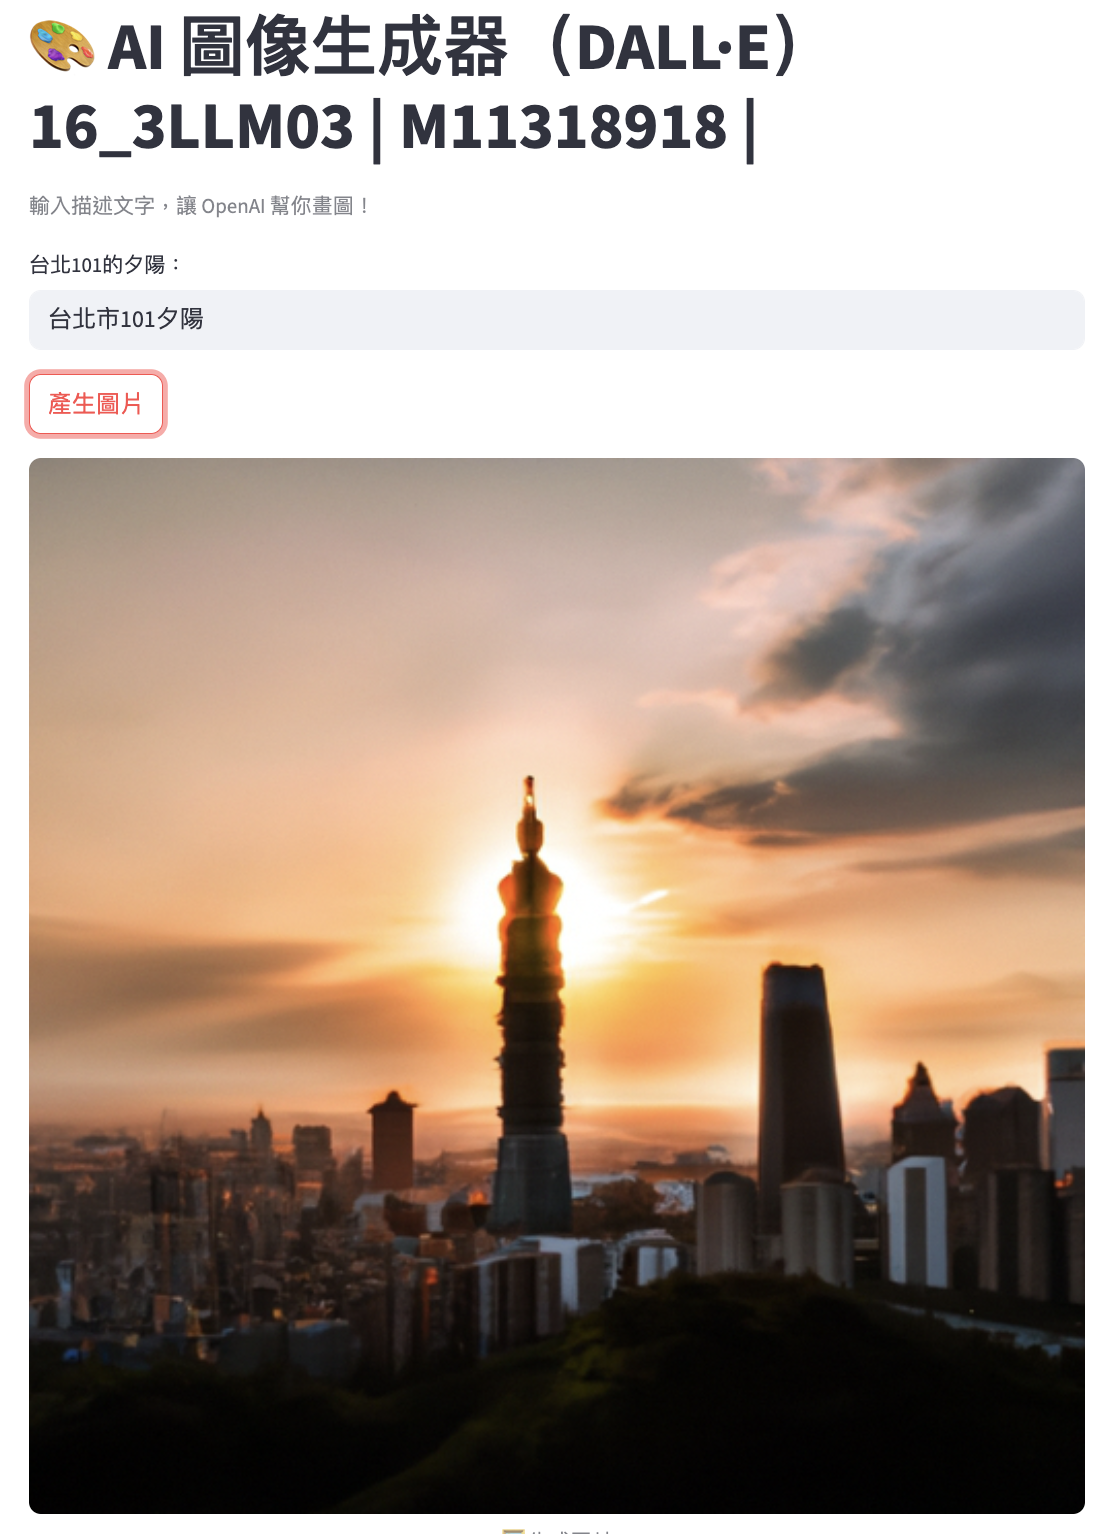 🎨 AI 圖像生成器（DALL·E）
16_3LLM03 | M11318918 |
輸入描述文字，讓 OpenAI 幫你畫圖！
台北101的夕陽：
台北市101夕陽
產生圖片